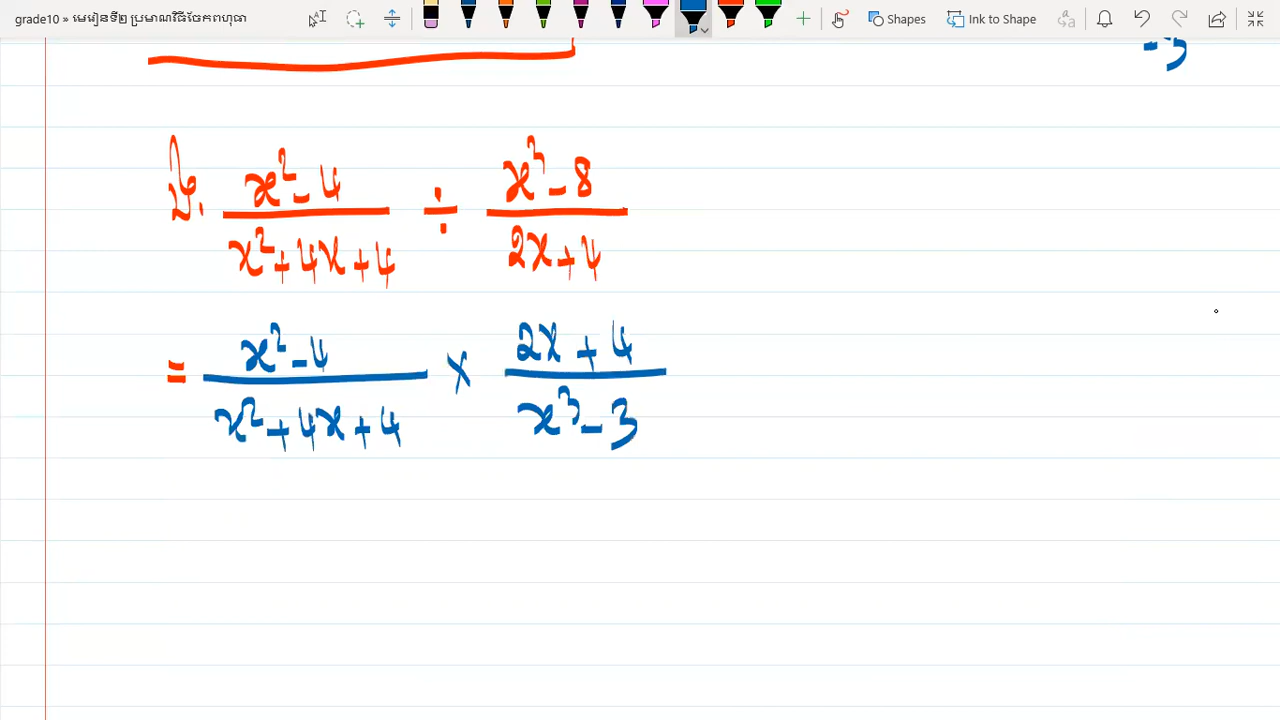 grade10 » មេរៀនទី២ ប្រមាណវិធីចែកពហុធា
Shapes
Ink to Shape
-3
x² - 4 / x² + 4x + 4 ÷ x³ - 8 / 2x + 4
= x² - 4 / x² + 4x + 4 × 2x + 4 / x³ - 3